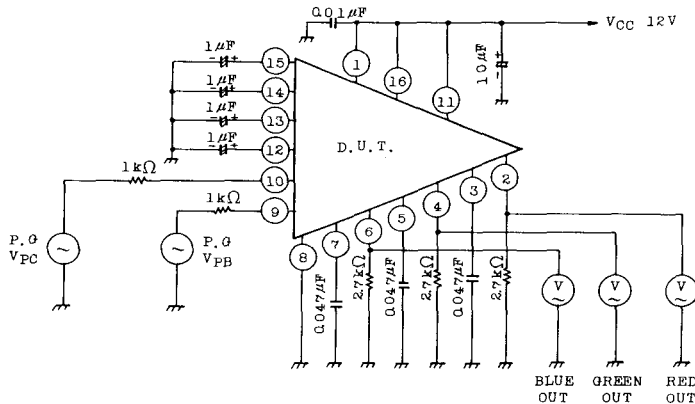 0.01μF
VCC 12V
1μF
- +
15
1
16
11
10μF
+
-
1μF
- +
14
1μF
- +
13
D.U.T.
1μF
- +
12
1kΩ
10
2
3
1kΩ
9
4
5
6
7
8
P.G
VPC
P.G
VPB
0.047μF
2.7kΩ
0.047μF
2.7kΩ
0.047μF
2.7kΩ
V
V
V
BLUE OUT
GREEN OUT
RED OUT